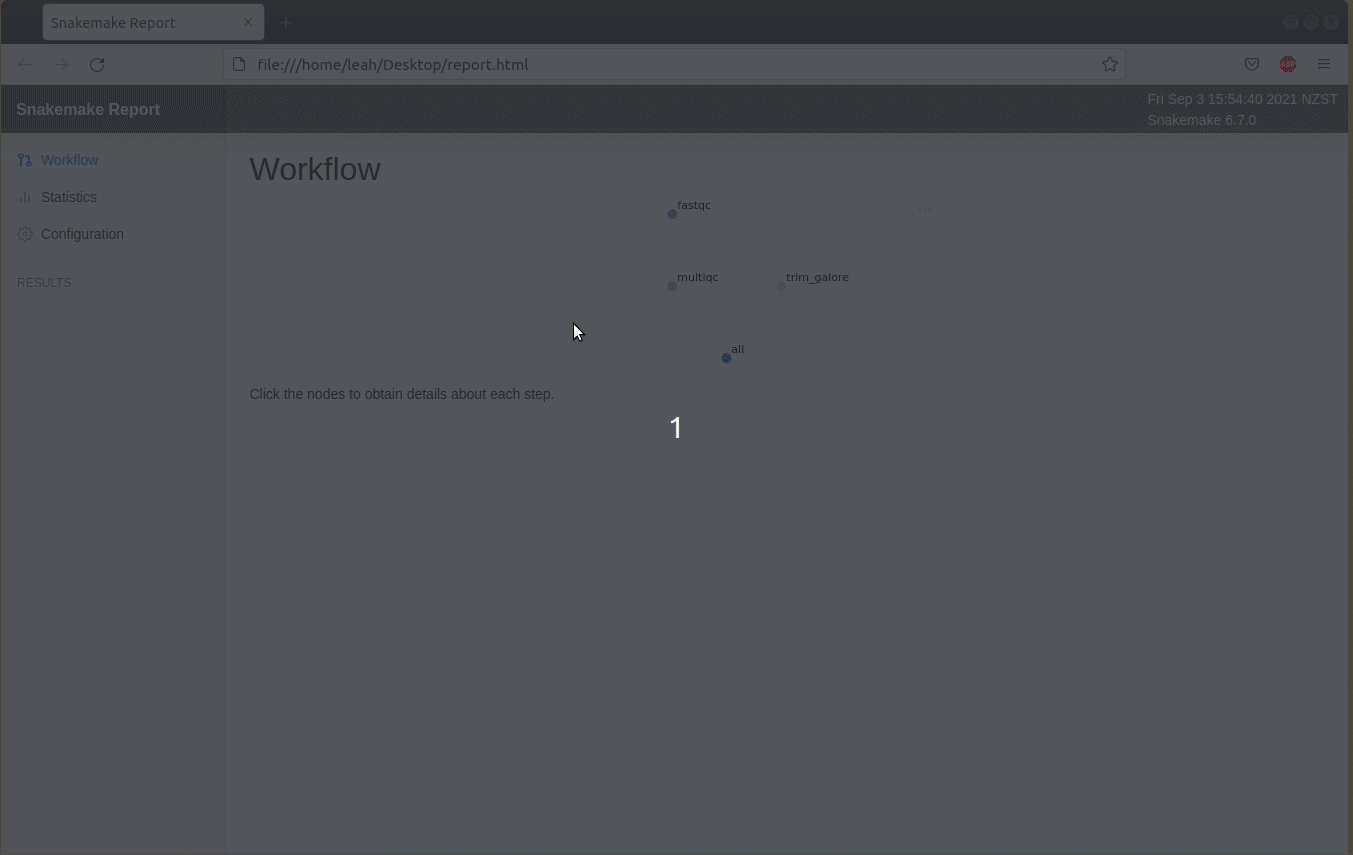 Snakemake Report
file:///home/leah/Desktop/report.html
Snakemake Report
Fri Sep 3 15:54:40 2021 NZST
Snakemake 6.7.0
Workflow
Statistics
Configuration
RESULTS
Workflow
fastqc
multiqc
trim_galore
all
Click the nodes to obtain details about each step.
1